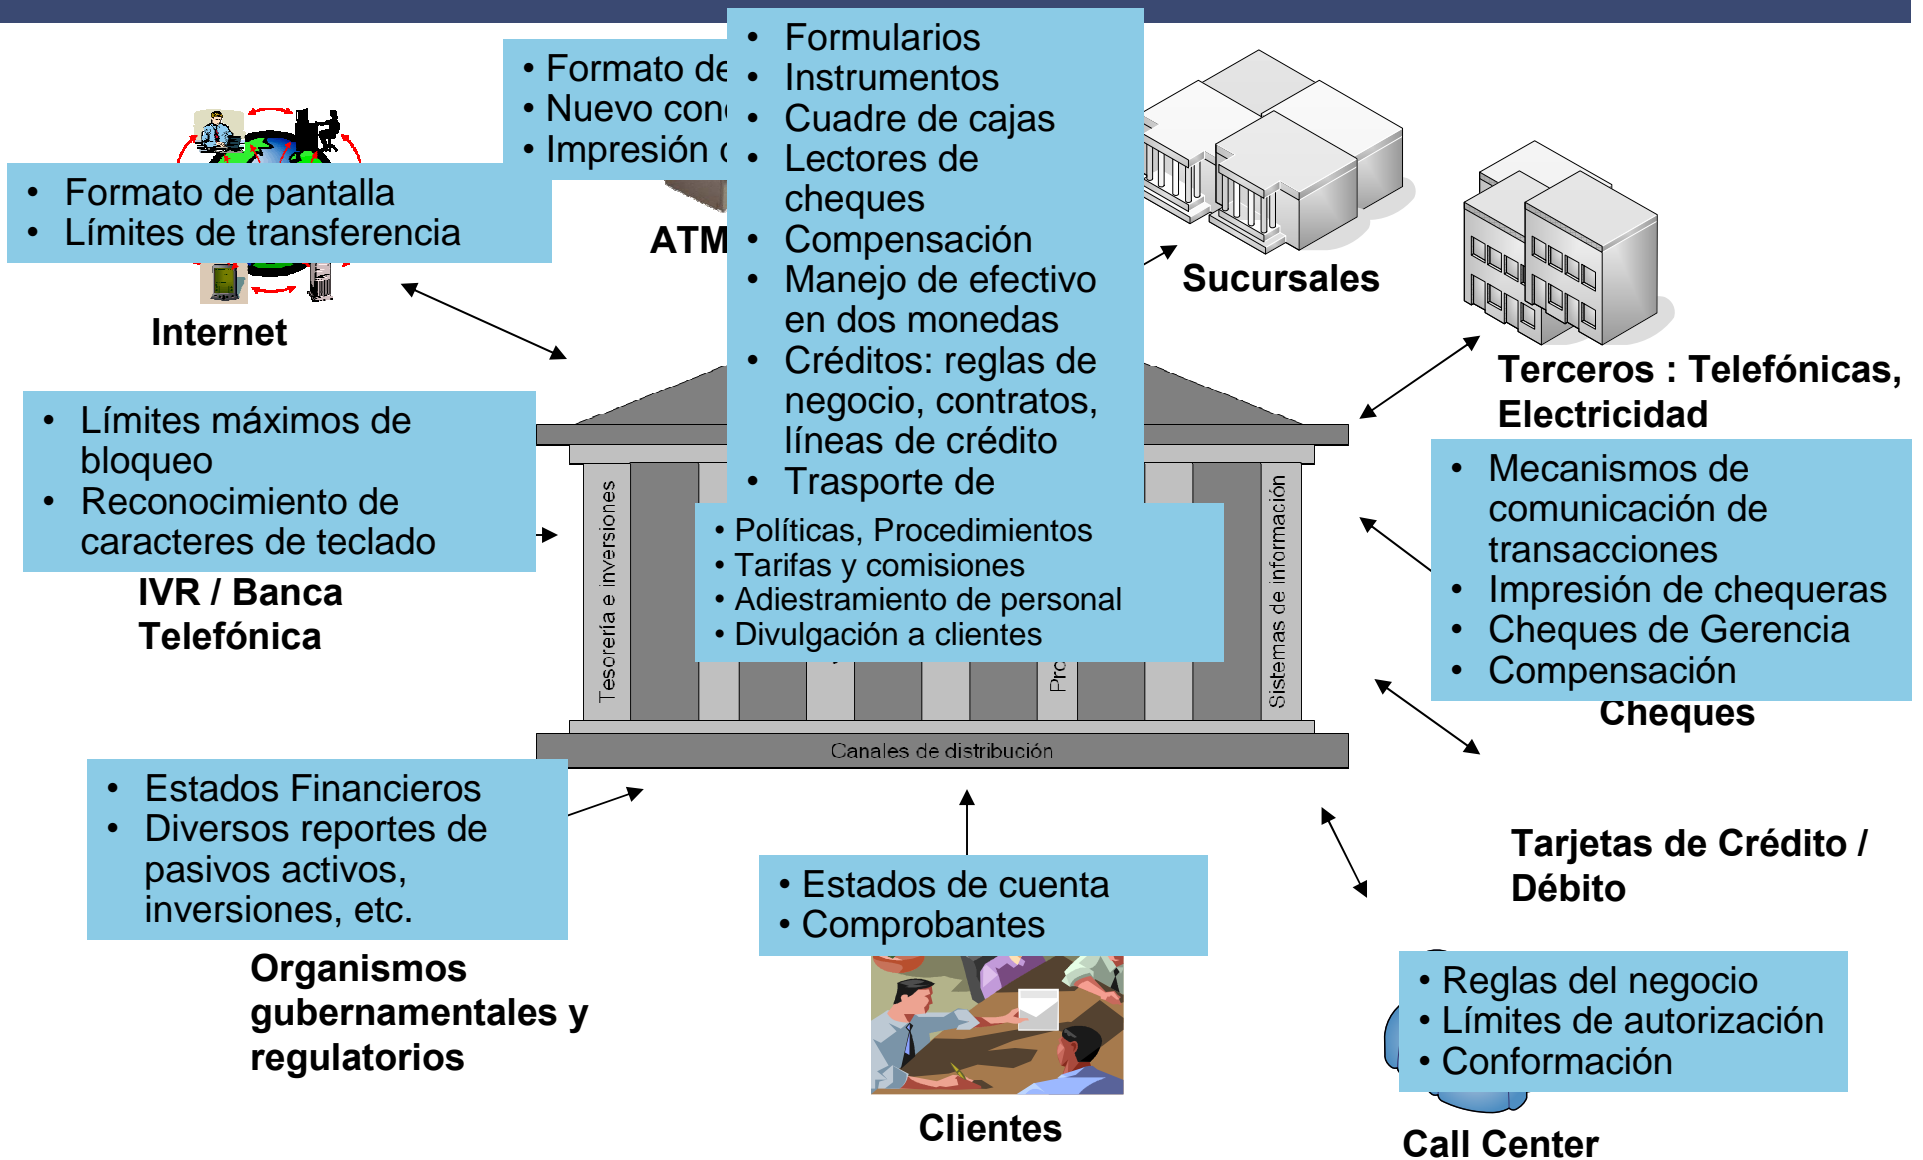 • Formato de
• Nuevo
• Impresión
ATM
• Formularios
• Instrumentos
• Cuadre de cajas
• Lectores de
cheques
• Compensación
• Manejo de efectivo
en dos monedas
• Créditos: reglas de
negocio, contratos,
líneas de crédito
• Trasporte de
Sucursales
• Formato de pantalla
• Límites de transferencia
Internet
Terceros : Telefónicas,
Electricidad
• Límites máximos de
bloqueo
• Reconocimiento de
caracteres de teclado
IVR / Banca
Telefónica
Tesorería e inversiones
• Políticas, Procedimientos
• Tarifas y comisiones
• Adiestramiento de personal
• Divulgación a clientes
Sistemas de información
Canales de distribución
• Mecanismos de
comunicación de
transacciones
• Impresión de chequeras
• Cheques de Gerencia
• Compensación
Cheques
• Estados Financieros
• Diversos reportes de
pasivos activos,
inversiones, etc.
Organismos
gubernamentales y
regulatorios
• Estados de cuenta
• Comprobantes
Clientes
Tarjetas de Crédito /
Débito
• Reglas del negocio
• Límites de autorización
• Conformación
Call Center